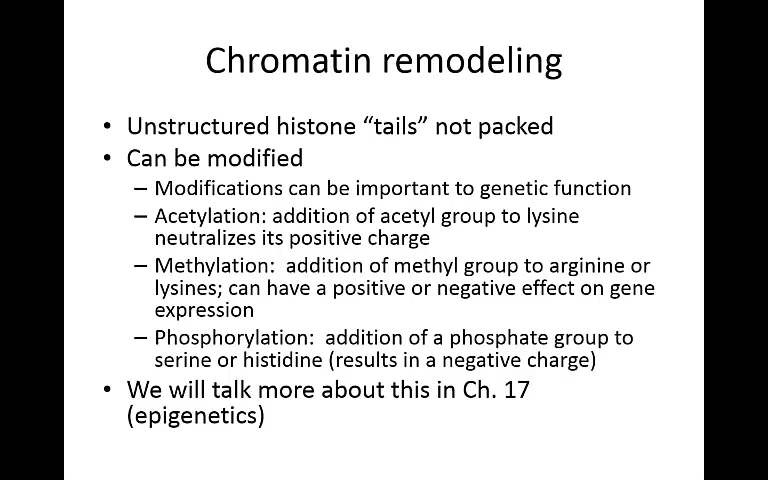 Chromatin remodeling
• Unstructured histone “tails” not packed
• Can be modified
– Modifications can be important to genetic function
– Acetylation: addition of acetyl group to lysine
neutralizes its positive charge
– Methylation:  addition of methyl group to arginine or
lysines; can have a positive or negative effect on gene
expression
– Phosphorylation:  addition of a phosphate group to
serine or histidine (results in a negative charge)
• We will talk more about this in Ch. 17
(epigenetics)